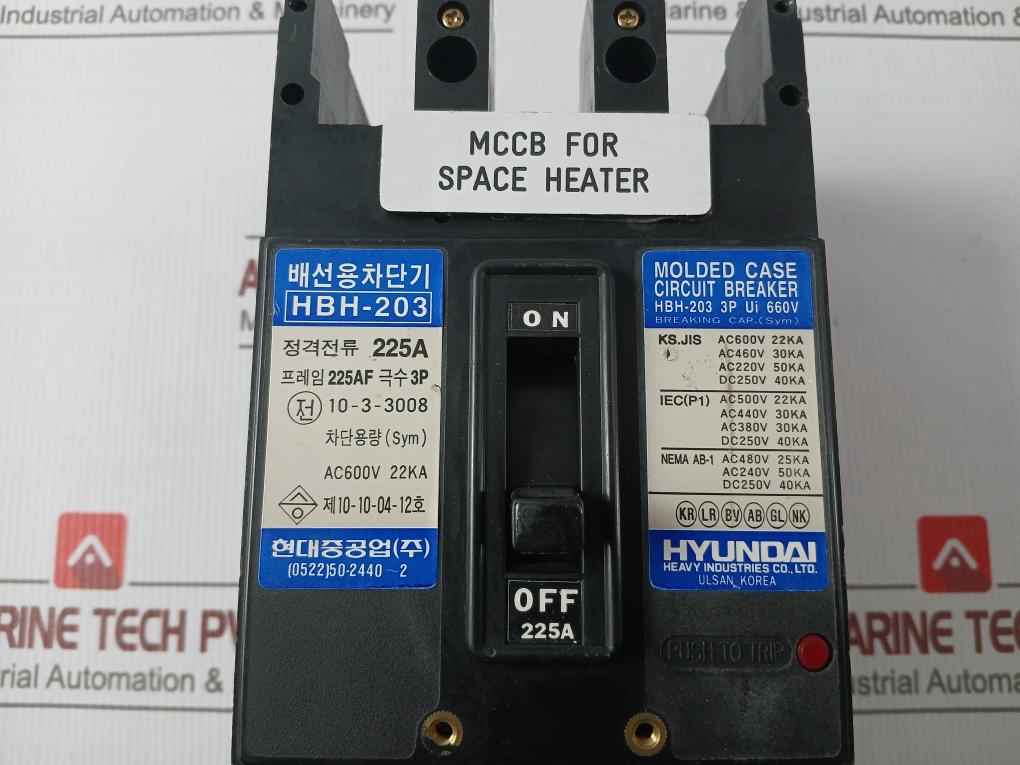 Industrial Automation & Machinery
Marine & Industrial Automation &
MCCB FOR
SPACE HEATER
배선용차단기
HBH-203
정격전류 225A
프레임 225AF 극수 3P
전 10-3-3008
차단용량(Sym)
AC600V 22KA
제10-10-04-12호
현대중공업(주)
(0522)50-2440~2
ON
OFF
225A
MOLDED CASE
CIRCUIT BREAKER
HBH-203 3P Ui 660V
BREAKING CAP.(Sym)
KS.JIS AC600V 22KA
AC460V 30KA
AC220V 50KA
DC250V 40KA
IEC(P1) AC500V 22KA
AC440V 30KA
AC380V 30KA
DC250V 40KA
NEMA AB-1 AC480V 25KA
AC240V 50KA
DC250V 40KA
KR LR BV AB GL NK
HYUNDAI
HEAVY INDUSTRIES CO., LTD.
ULSAN KOREA
PUSH TO TRIP
ARINE TECH PV
rial Automation &
ARINE TE
strial Automa